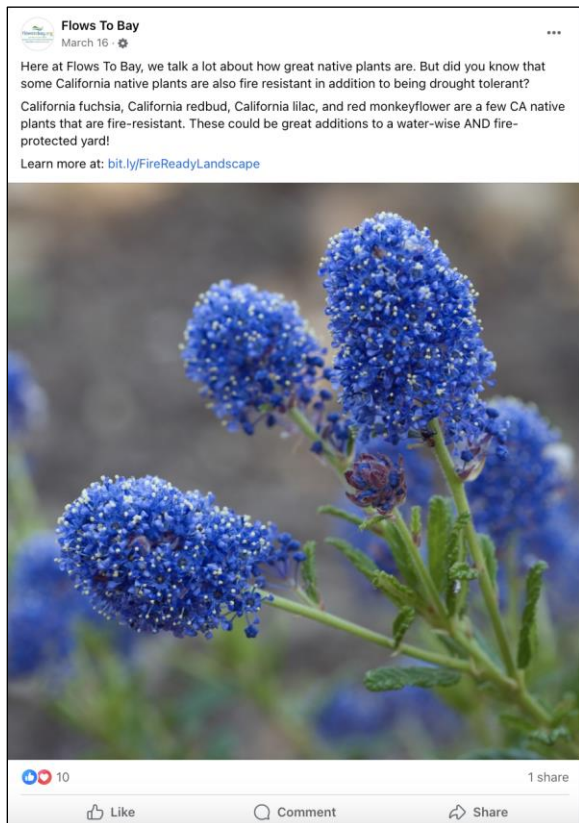 Flows To Bay
March 16
Here at Flows To Bay, we talk a lot about how great native plants are. But did you know that
some California native plants are also fire resistant in addition to being drought tolerant?
California fuchsia, California redbud, California lilac, and red monkeyflower are a few CA native
plants that are fire-resistant. These could be great additions to a water-wise AND fire-
protected yard!
Learn more at: bit.ly/FireReadyLandscape
10
1 share
Like
Comment
Share